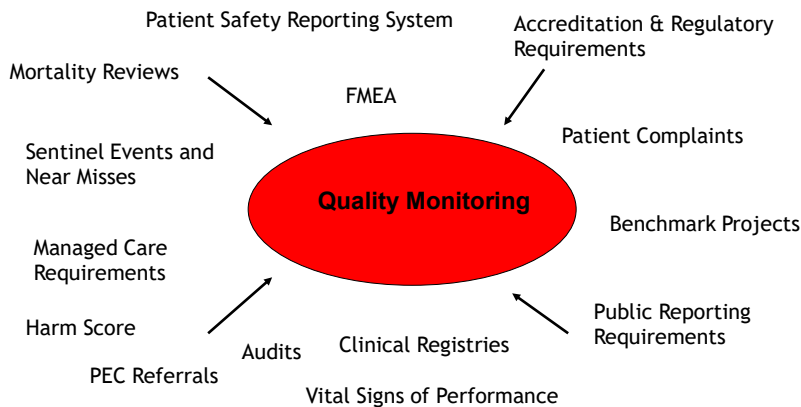 Patient Safety Reporting System
Accreditation & Regulatory
Requirements
Mortality Reviews
FMEA
Patient Complaints
Sentinel Events and
Near Misses
Quality Monitoring
Benchmark Projects
Managed Care
Requirements
Public Reporting
Requirements
Harm Score
Audits
Clinical Registries
PEC Referrals
Vital Signs of Performance